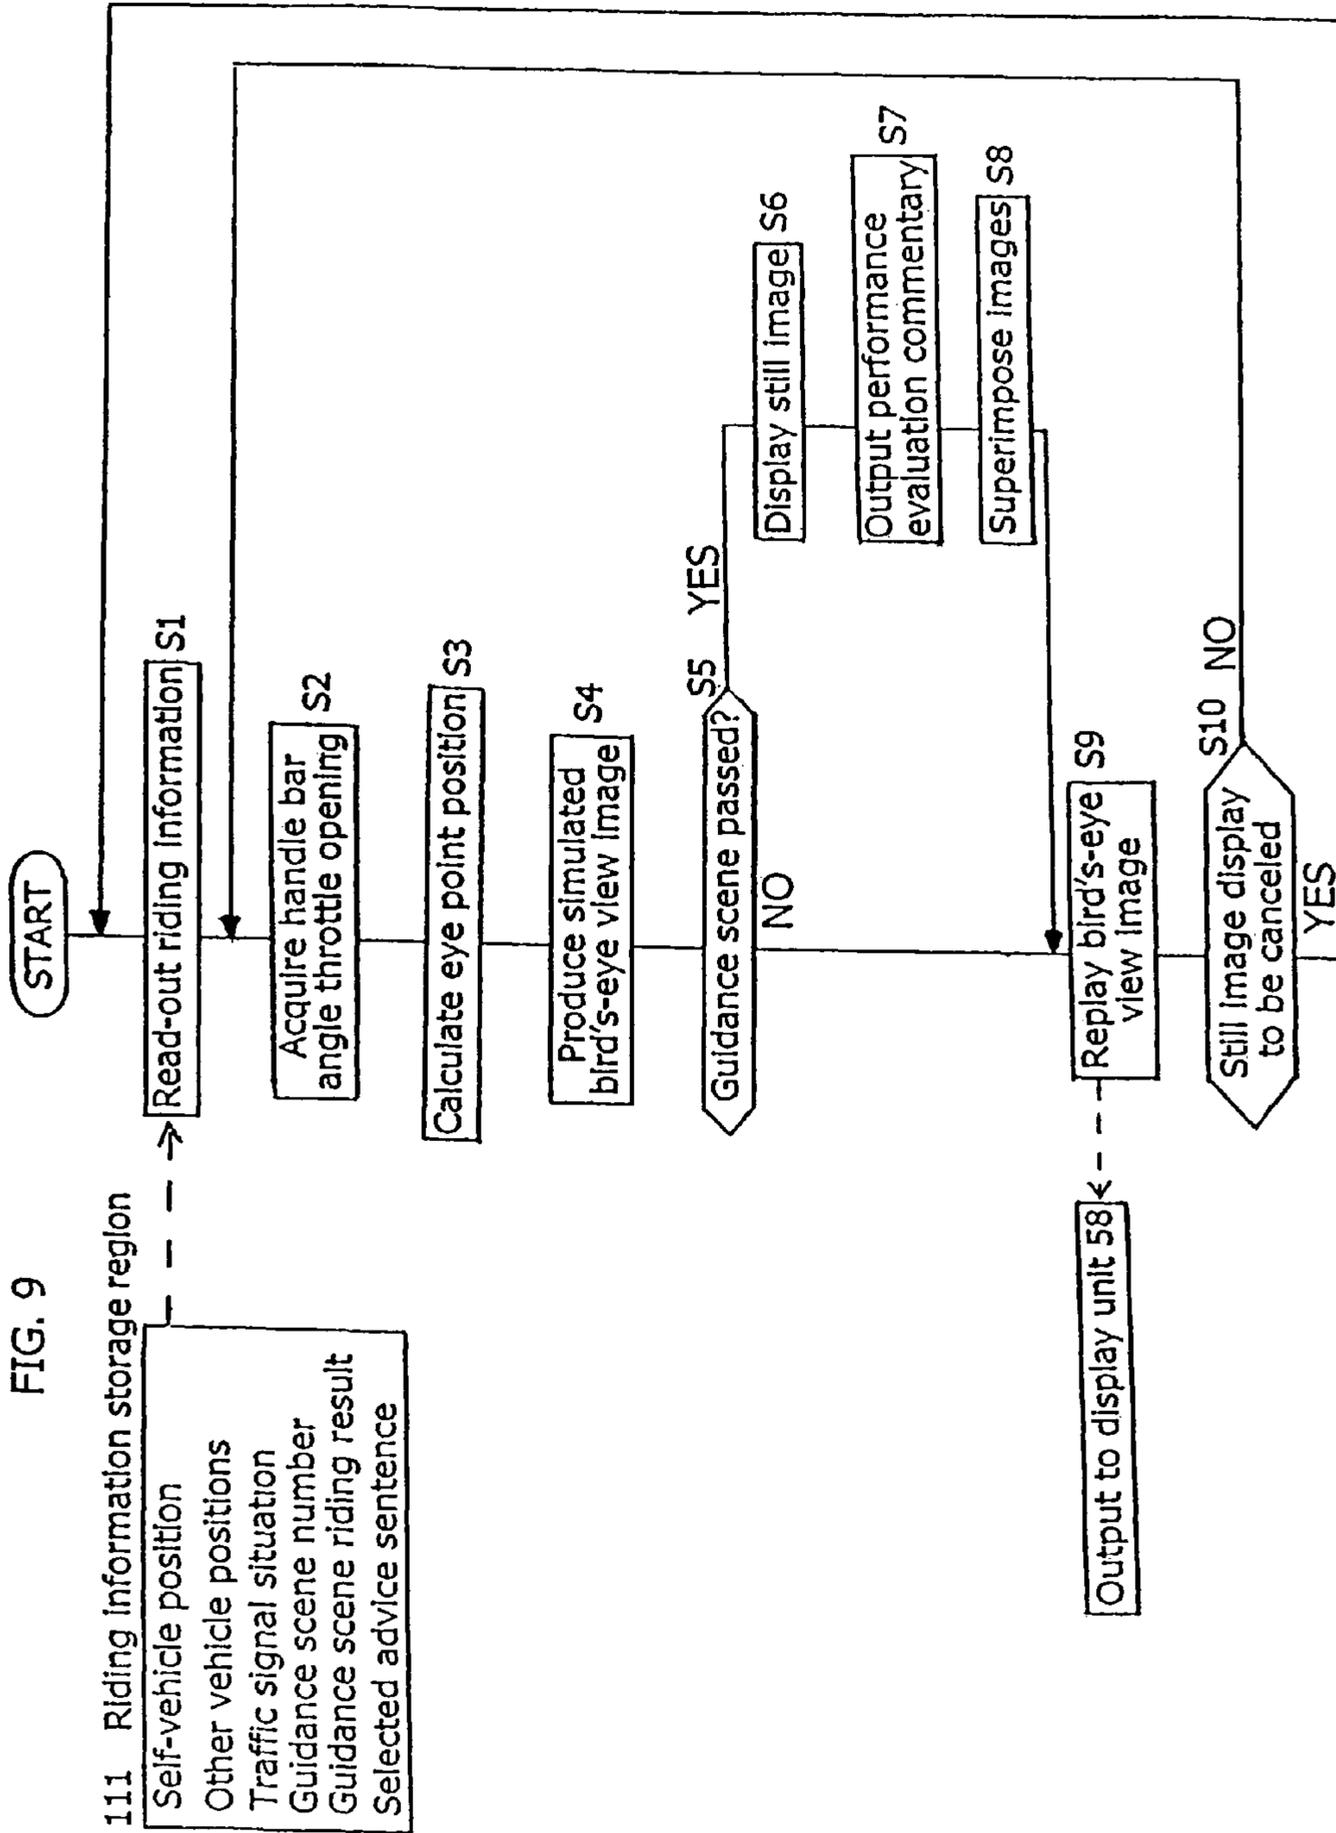 FIG. 9
START
111 Riding information storage region
Self-vehicle position
Other vehicle positions
Traffic signal situation
Guidance scene number
Guidance scene riding result
Selected advice sentence
Read-out riding information
S1
Acquire handle bar
angle throttle opening
S2
Calculate eye point position
S3
Produce simulated
bird's-eye view image
S4
Guidance scene passed?
S5
YES
NO
Display still image
S6
Output performance
evaluation commentary
S7
Superimpose images
S8
Replay bird's-eye
view image
S9
Output to display unit 58
Still image display
to be canceled
S10
NO
YES